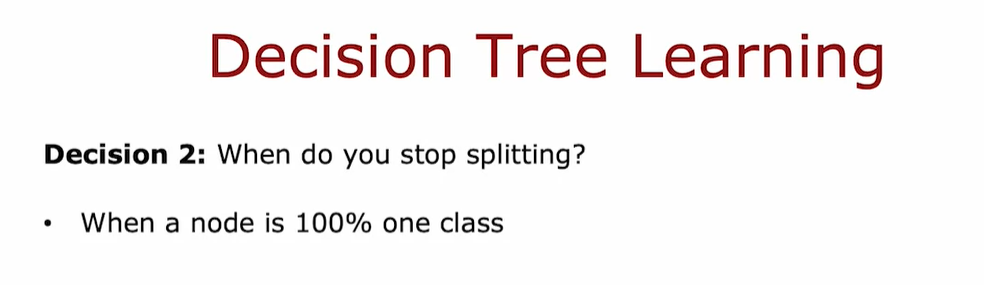 Decision Tree Learning
Decision 2: When do you stop splitting?
• When a node is 100% one class